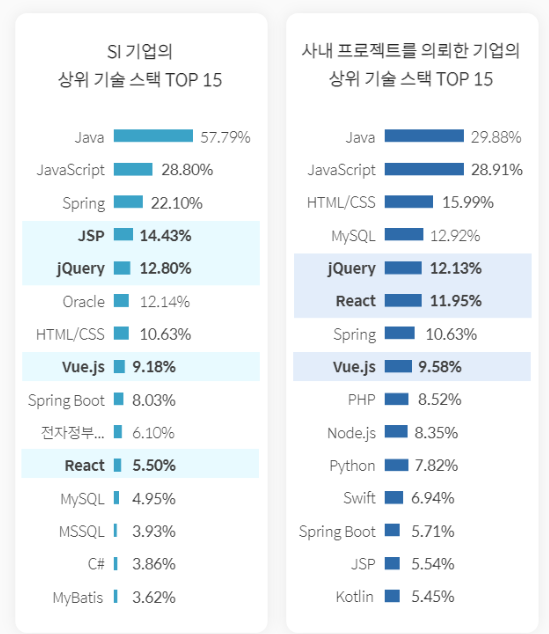 SI 기업의
상위 기술 스택 TOP 15
Java 57.79%
JavaScript 28.80%
Spring 22.10%
JSP 14.43%
jQuery 12.80%
Oracle 12.14%
HTML/CSS 10.63%
Vue.js 9.18%
Spring Boot 8.03%
전자정부... 6.10%
React 5.50%
MySQL 4.95%
MSSQL 3.93%
C# 3.86%
MyBatis 3.62%
사내 프로젝트를 의뢰한 기업의
상위 기술 스택 TOP 15
Java 29.88%
JavaScript 28.91%
HTML/CSS 15.99%
MySQL 12.92%
jQuery 12.13%
React 11.95%
Spring 10.63%
Vue.js 9.58%
PHP 8.52%
Node.js 8.35%
Python 7.82%
Swift 6.94%
Spring Boot 5.71%
JSP 5.54%
Kotlin 5.45%